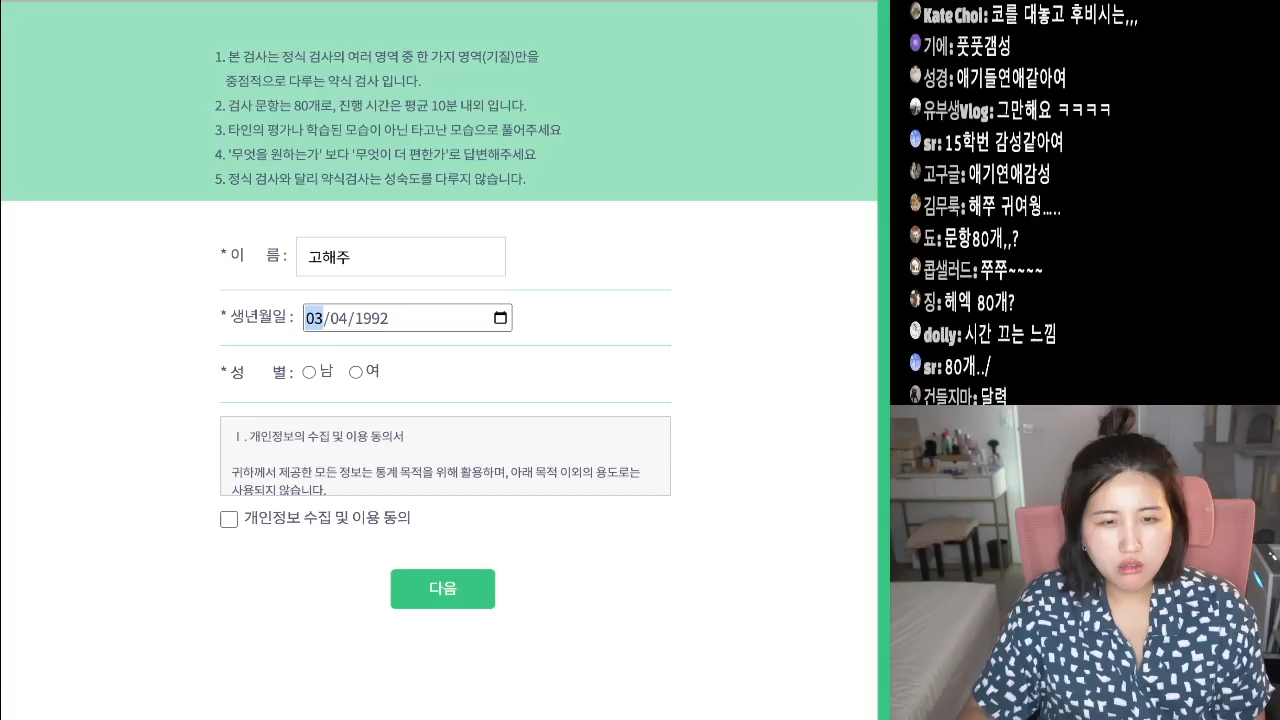 1. 본 검사는 정식 검사의 여러 영역 중 한 가지 영역(기질)만을
중점적으로 다루는 약식 검사 입니다.
2. 검사 문항는 80개로, 진행 시간은 평균 10분 내외 입니다.
3. 타인의 평가나 학습된 모습이 아닌 타고난 모습으로 풀어주세요
4. '무엇을 원하는가' 보다 '무엇이 더 편한가'로 답변해주세요
5. 정식 검사와 달리 약식검사는 성숙도를 다루지 않습니다.
* 이 름 : 고해주
* 생년월일 : 03/04/1992
* 성 별 : 남 여
Ⅰ. 개인정보의 수집 및 이용 동의서
귀하께서 제공한 모든 정보는 통계 목적을 위해 활용하며, 아래 목적 이외의 용도로는
사용되지 않습니다.
개인정보 수집 및 이용 동의
다음
Kate Choi: 코를 대놓고 후비시는,,,
기에: 풋풋갬성
성경: 애기들연애같아여
유부생Vlog: 그만해요 ㅋㅋㅋㅋ
sr: 15학번 감성같아여
고구글: 애기연애감성
김무룩: 해쭈 귀여웡....
됴: 문항80개,,?
콥샐러드: 쭈쭈~~~~
징: 헤엑 80개?
dolly: 시간 끄는 느낌
sr: 80개../
건들지마: 달력